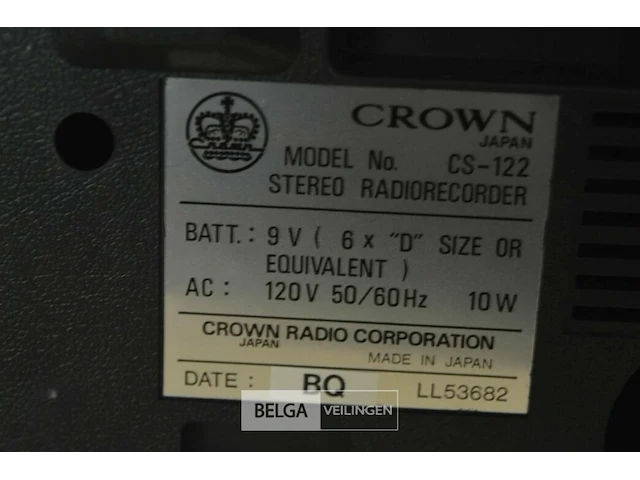 CROWN
JAPAN
Crown
MODEL No. CS-122
STEREO RADIORECORDER
BATT.: 9 V ( 6 x "D" SIZE OR
EQUIVALENT )
AC: 120V 50/60Hz 10W
CROWN RADIO CORPORATION
JAPAN
MADE IN JAPAN
DATE: BQ LL53682
BELGA VEILINGEN